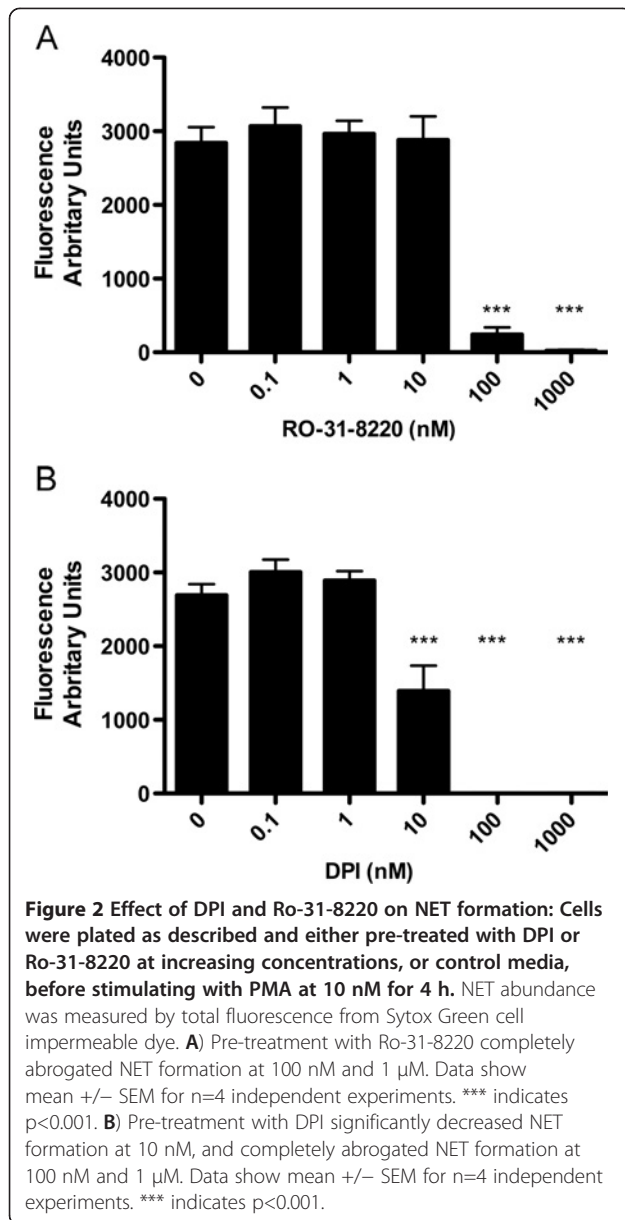 A
4000
3000
2000
1000
0
Fluorescence
Arbritary Units
*** ***
0 0.1 1 10 100 1000
RO-31-8220 (nM)
B
4000
3000
2000
1000
0
Fluorescence
Arbritary Units
*** *** ***
0 0.1 1 10 100 1000
DPI (nM)
Figure 2 Effect of DPI and Ro-31-8220 on NET formation: Cells
were plated as described and either pre-treated with DPI or
Ro-31-8220 at increasing concentrations, or control media,
before stimulating with PMA at 10 nM for 4 h. NET abundance
was measured by total fluorescence from Sytox Green cell
impermeable dye. A) Pre-treatment with Ro-31-8220 completely
abrogated NET formation at 100 nM and 1 μM. Data show
mean +/− SEM for n=4 independent experiments. *** indicates
p<0.001. B) Pre-treatment with DPI significantly decreased NET
formation at 10 nM, and completely abrogated NET formation at
100 nM and 1 μM. Data show mean +/− SEM for n=4 independent
experiments. *** indicates p<0.001.